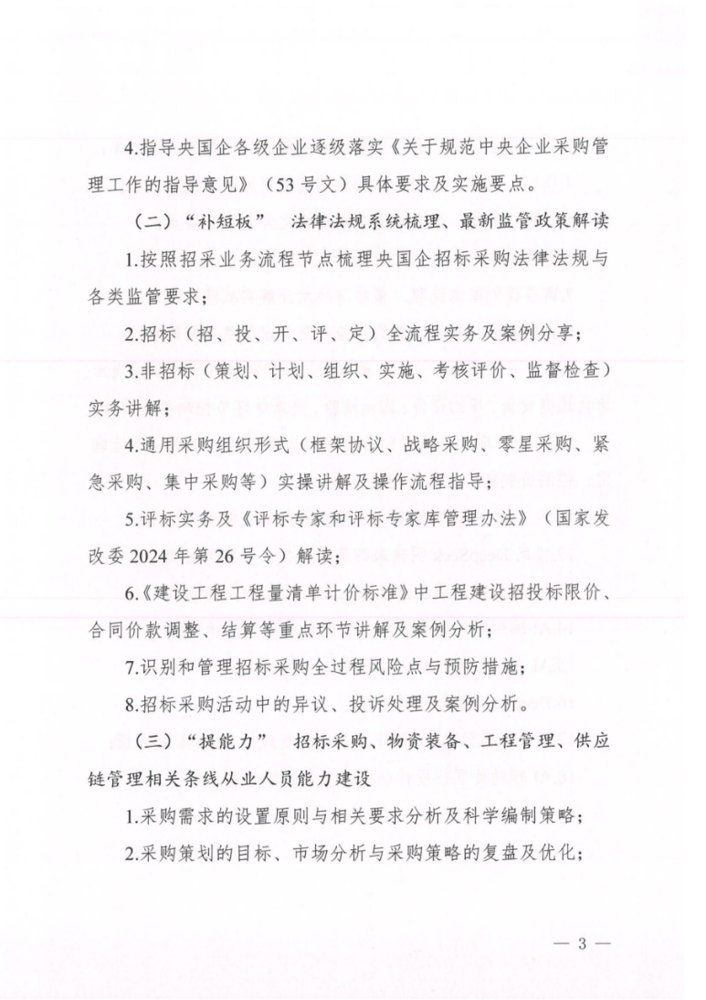 4.指导央国企各级企业逐级落实《关于规范中央企业采购管
理工作的指导意见》（53 号文）具体要求及实施要点。
（二）“补短板” 法律法规系统梳理、最新监管政策解读
1.按照招采业务流程节点梳理央国企招标采购法律法规与
各类监管要求；
2.招标（招、投、开、评、定）全流程实务及案例分享；
3.非招标（策划、计划、组织、实施、考核评价、监督检查）
实务讲解；
4.通用采购组织形式（框架协议、战略采购、零星采购、紧
急采购、集中采购等）实操讲解及操作流程指导；
5.评标实务及《评标专家和评标专家库管理办法》（国家发
改委 2024 年第 26 号令）解读；
6.《建设工程工程量清单计价标准》中工程建设招投标限价、
合同价款调整、结算等重点环节讲解及案例分析；
7.识别和管理招标采购全过程风险点与预防措施；
8.招标采购活动中的异议、投诉处理及案例分析。
（三）“提能力” 招标采购、物资装备、工程管理、供应
链管理相关条线从业人员能力建设
1.采购需求的设置原则与相关要求分析及科学编制策略；
2.采购策划的目标、市场分析与采购策略的复盘及优化；
— 3 —